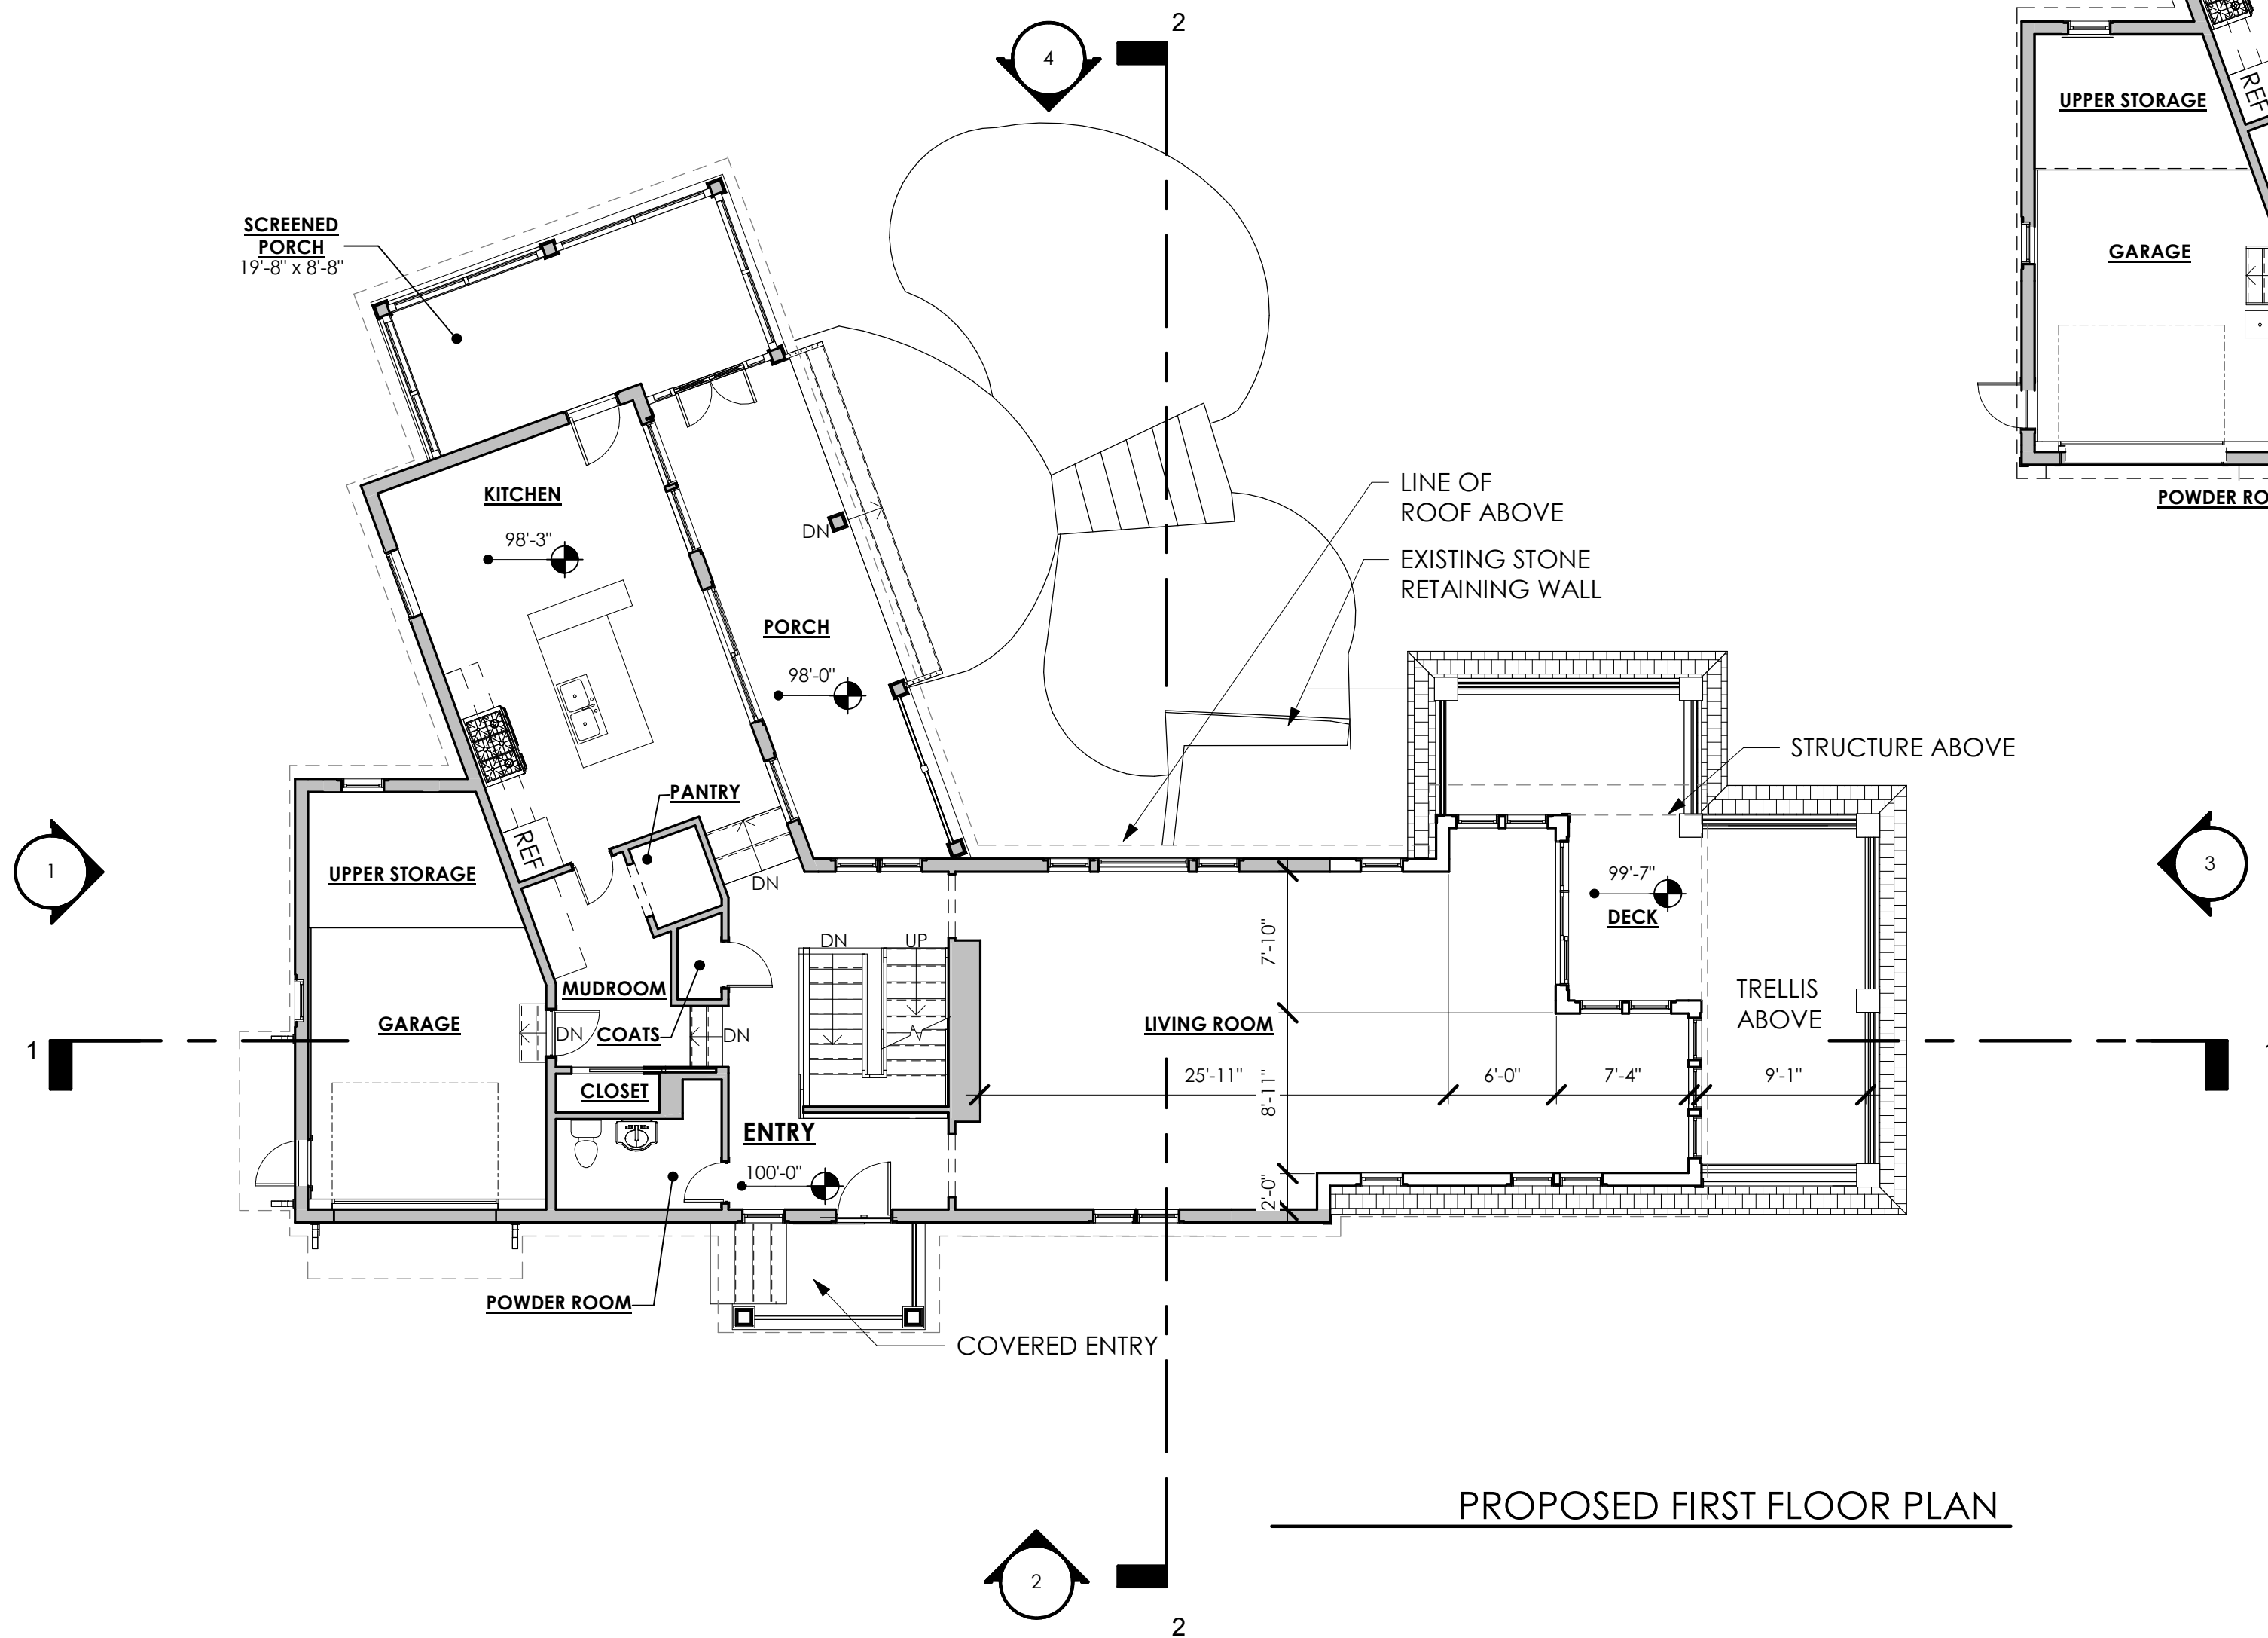 2
4
UPPER STORAGE
REF
GARAGE
POWDER RO
SCREENED
PORCH
19'-8" x 8'-8"
KITCHEN
98'-3"
DN
LINE OF
ROOF ABOVE
EXISTING STONE
RETAINING WALL
PORCH
98'-0"
STRUCTURE ABOVE
PANTRY
REF
DN
1
UPPER STORAGE
99'-7"
DECK
3
DN
UP
7'-10"
MUDROOM
TRELLIS
ABOVE
GARAGE
DN
COATS
DN
LIVING ROOM
1
CLOSET
25'-11"
6'-0"
7'-4"
9'-1"
8'-11"
ENTRY
100'-0"
2'-0"
POWDER ROOM
COVERED ENTRY
PROPOSED FIRST FLOOR PLAN
2
2